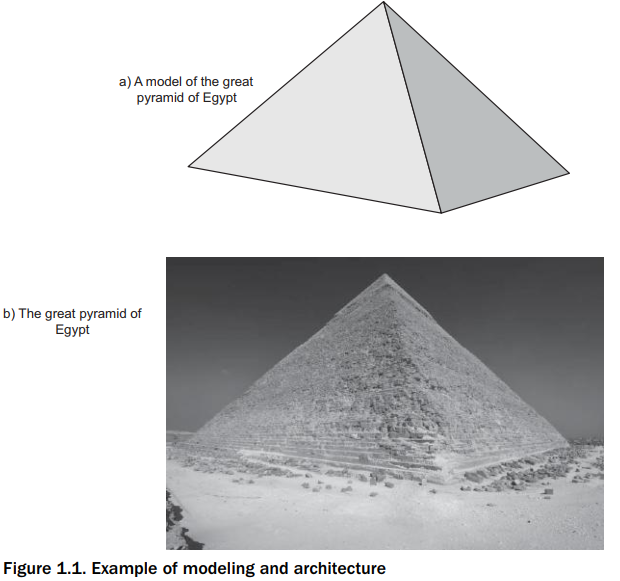 a) A model of the great
pyramid of Egypt
b) The great pyramid of
Egypt
Figure 1.1. Example of modeling and architecture